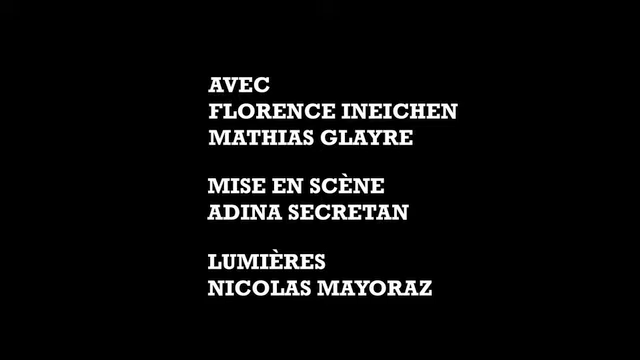 AVEC
FLORENCE INEICHEN
MATHIAS GLAYRE
MISE EN SCÈNE
ADINA SECRETAN
LUMIÈRES
NICOLAS MAYORAZ